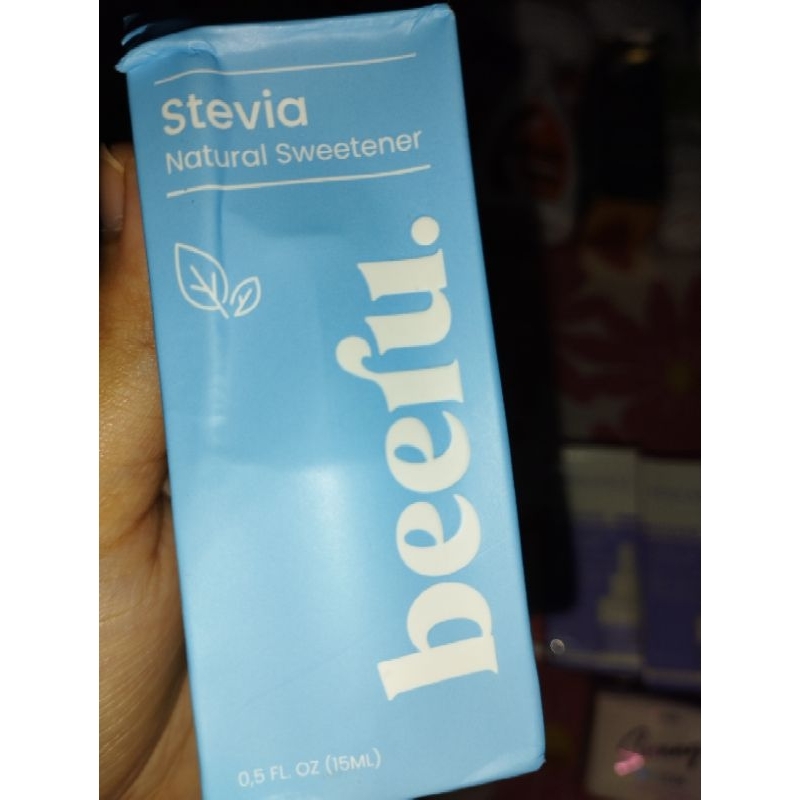 Stevia
Natural Sweetener
beefu.
0,5 FL. OZ (15ML)